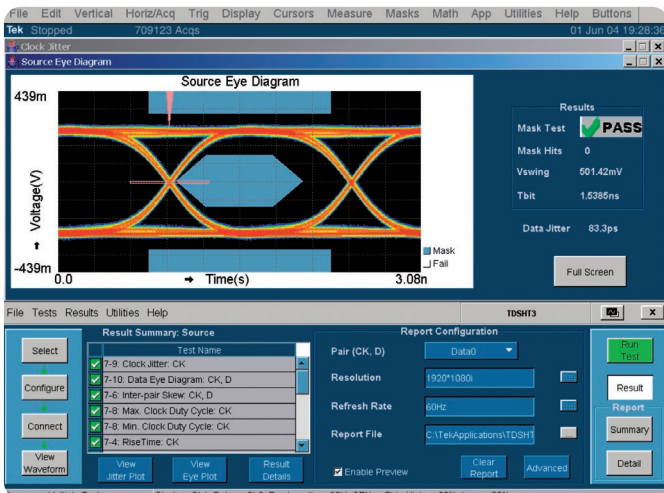 File Edit Vertical Horiz/Acq Trig Display Cursors Measure Masks Math App Utilities Help Buttons
Tek Stopped 709123 Acqs 01 Jun 04 19:28:36
Clock Jitter
Source Eye Diagram
Source Eye Diagram
439m
Voltage(V)
-439m
0.0
Time(s)
3.08n
Mask
Fail
Results
Mask Test PASS
Mask Hits 0
Vswing 501.42mV
Tbit 1.5385ns
Data Jitter 83.3ps
Full Screen
File Tests Results Utilities Help TDSHT3
Select
Configure
Connect
View
Waveform
Result Summary: Source
Test Name
7-9: Clock Jitter: CK
7-10: Data Eye Diagram: CK, D
7-6: Inter-pair Skew: CK, D
7-8: Max. Clock Duty Cycle: CK
7-8: Min. Clock Duty Cycle: CK
7-4: RiseTime: CK
View
Jitter Plot
View
Eye Plot
Result
Details
Report Configuration
Pair (CK, D) Data0
Resolution 1920*1080i
Refresh Rate 60Hz
Report File C:\TekApplications\TDSHT
Enable Preview
Clear
Report
Advanced
Run
Test
Result
Report
Summary
Detail